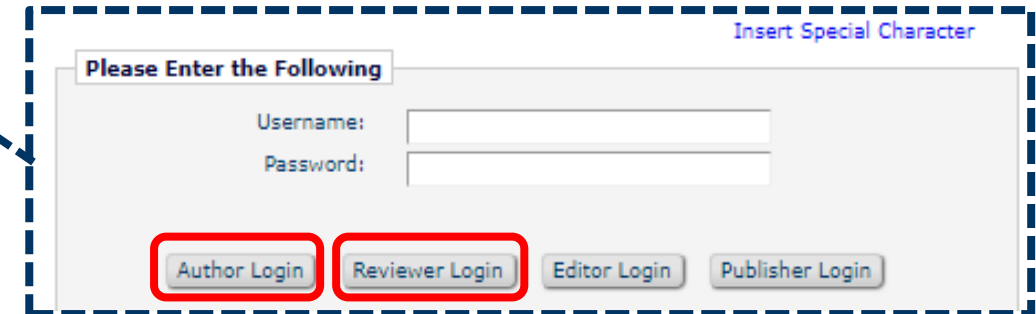 Insert Special Character
Please Enter the Following
Username:
Password:
Author Login Reviewer Login Editor Login Publisher Login